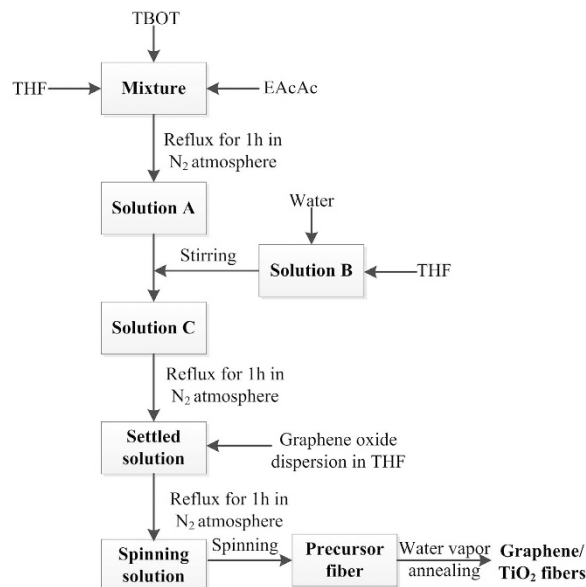 TBOT
THF
Mixture
EAcAc
Reflux for 1h in
N₂ atmosphere
Solution A
Water
Stirring
Solution B
THF
Solution C
Reflux for 1h in
N₂ atmosphere
Settled
solution
Graphene oxide
dispersion in THF
Reflux for 1h in
N₂ atmosphere
Spinning
solution
Spinning
Precursor
fiber
Water vapor
annealing
Graphene/
TiO₂ fibers